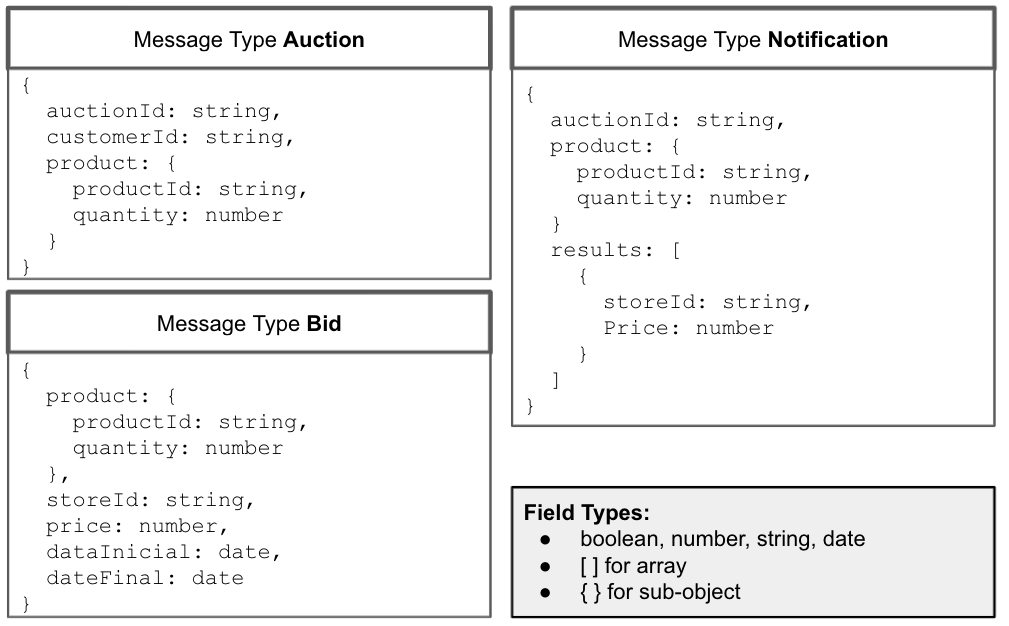 Message Type Auction
{
  auctionId: string,
  customerId: string,
  product: {
    productId: string,
    quantity: number
  }
}
Message Type Bid
{
  product: {
    productId: string,
    quantity: number
  },
  storeId: string,
  price: number,
  dataInicial: date,
  dateFinal: date
}
Message Type Notification
{
  auctionId: string,
  product: {
    productId: string,
    quantity: number
  }
  results: [
    {
      storeId: string,
      Price: number
    }
  ]
}
Field Types:
● boolean, number, string, date
● [ ] for array
● { } for sub-object